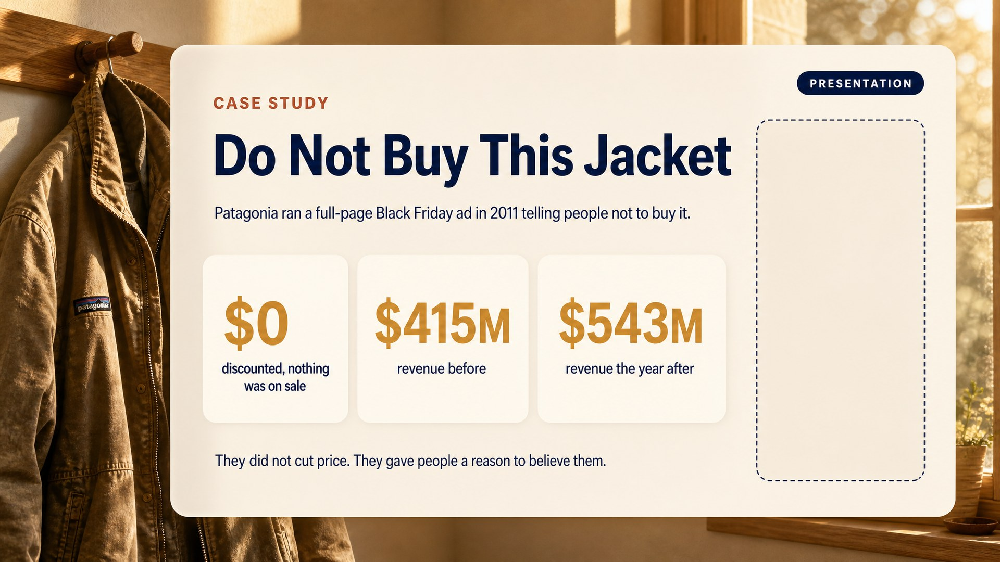 PRESENTATION
CASE STUDY
Do Not Buy This Jacket
Patagonia ran a full-page Black Friday ad in 2011 telling people not to buy it.
$0
discounted, nothing
was on sale
$415M
revenue before
$543M
revenue the year after
They did not cut price. They gave people a reason to believe them.
patagonia